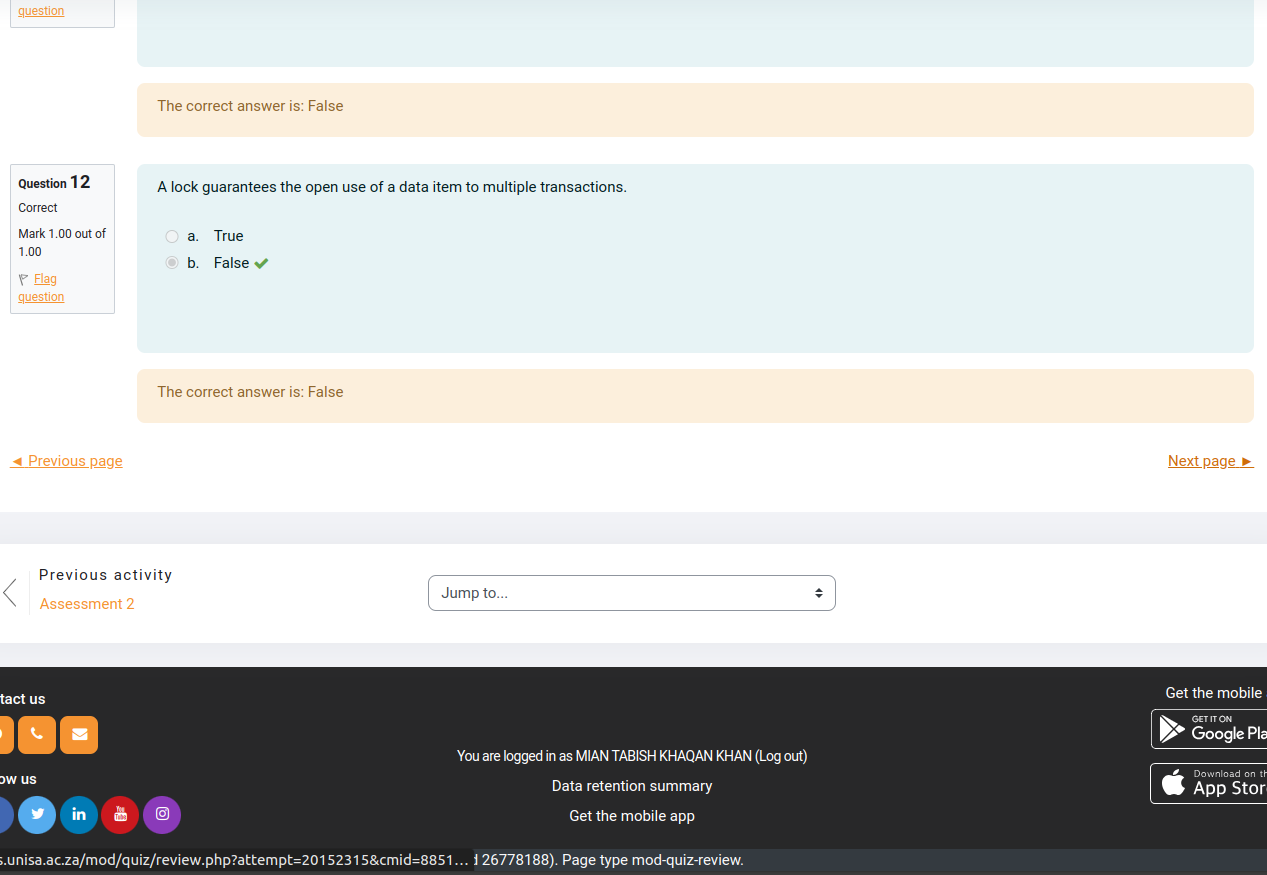 question
The correct answer is: False
Question 12
Correct
Mark 1.00 out of
1.00
Flag
question
A lock guarantees the open use of a data item to multiple transactions.
a. True
b. False
The correct answer is: False
◄ Previous page
Next page ►
Previous activity
Assessment 2
Jump to...
tact us
ow us
You are logged in as MIAN TABISH KHAQAN KHAN (Log out)
Data retention summary
Get the mobile app
Get the mobile
GET IT ON
Google Pla
Download on th
App Stor
You
Tube
in
s.unisa.ac.za/mod/quiz/review.php?attempt=20152315&cmid=8851... 26778188). Page type mod-quiz-review.